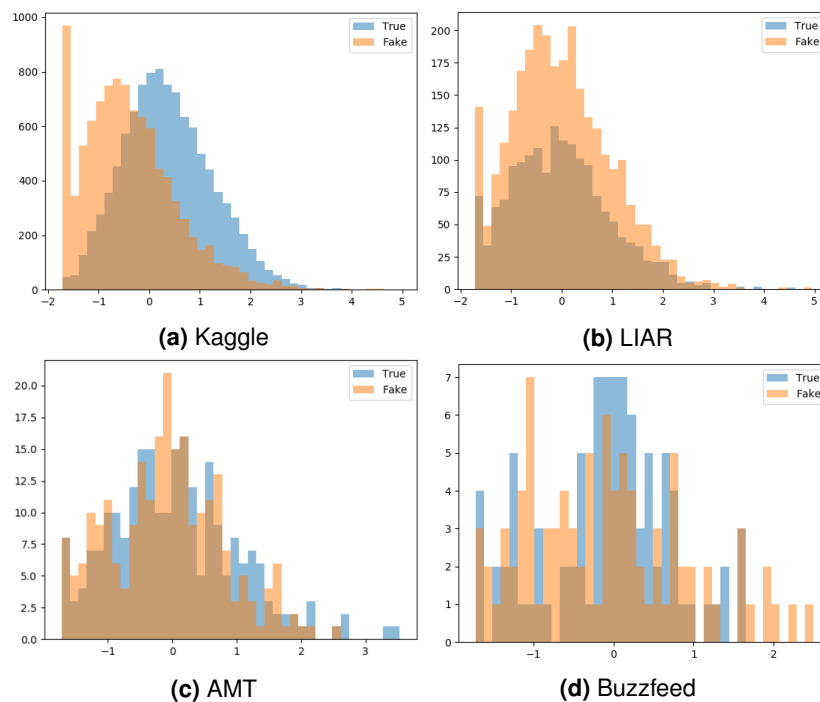 1000
800
600
400
200
0
−2 −1 0 1 2 3 4 5
True
Fake
(a) Kaggle
200
175
150
125
100
75
50
25
0
−2 −1 0 1 2 3 4 5
True
Fake
(b) LIAR
20.0
17.5
15.0
12.5
10.0
7.5
5.0
2.5
0.0
−1 0 1 2 3
True
Fake
(c) AMT
7
6
5
4
3
2
1
0
−1 0 1 2
True
Fake
(d) Buzzfeed